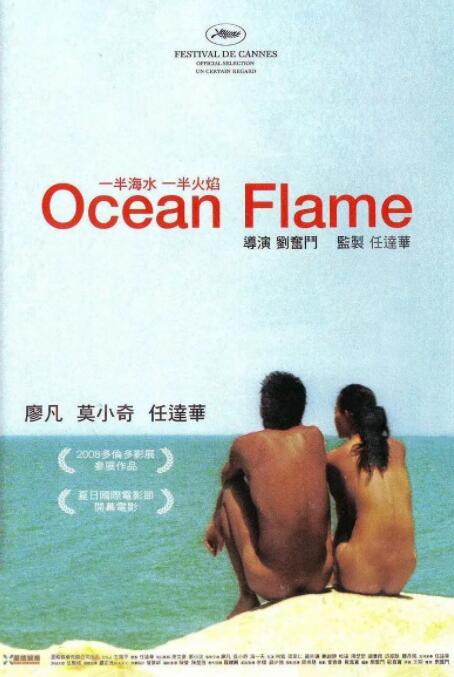 FESTIVAL DE CANNES
OFFICIAL SELECTION
UN CERTAIN REGARD
一半海水 一半火焰
Ocean Flame
導演 劉奮鬥 監製 任達華
廖凡 莫小奇 任達華
2008多倫多影展
參展作品
夏日國際電影節
開幕電影